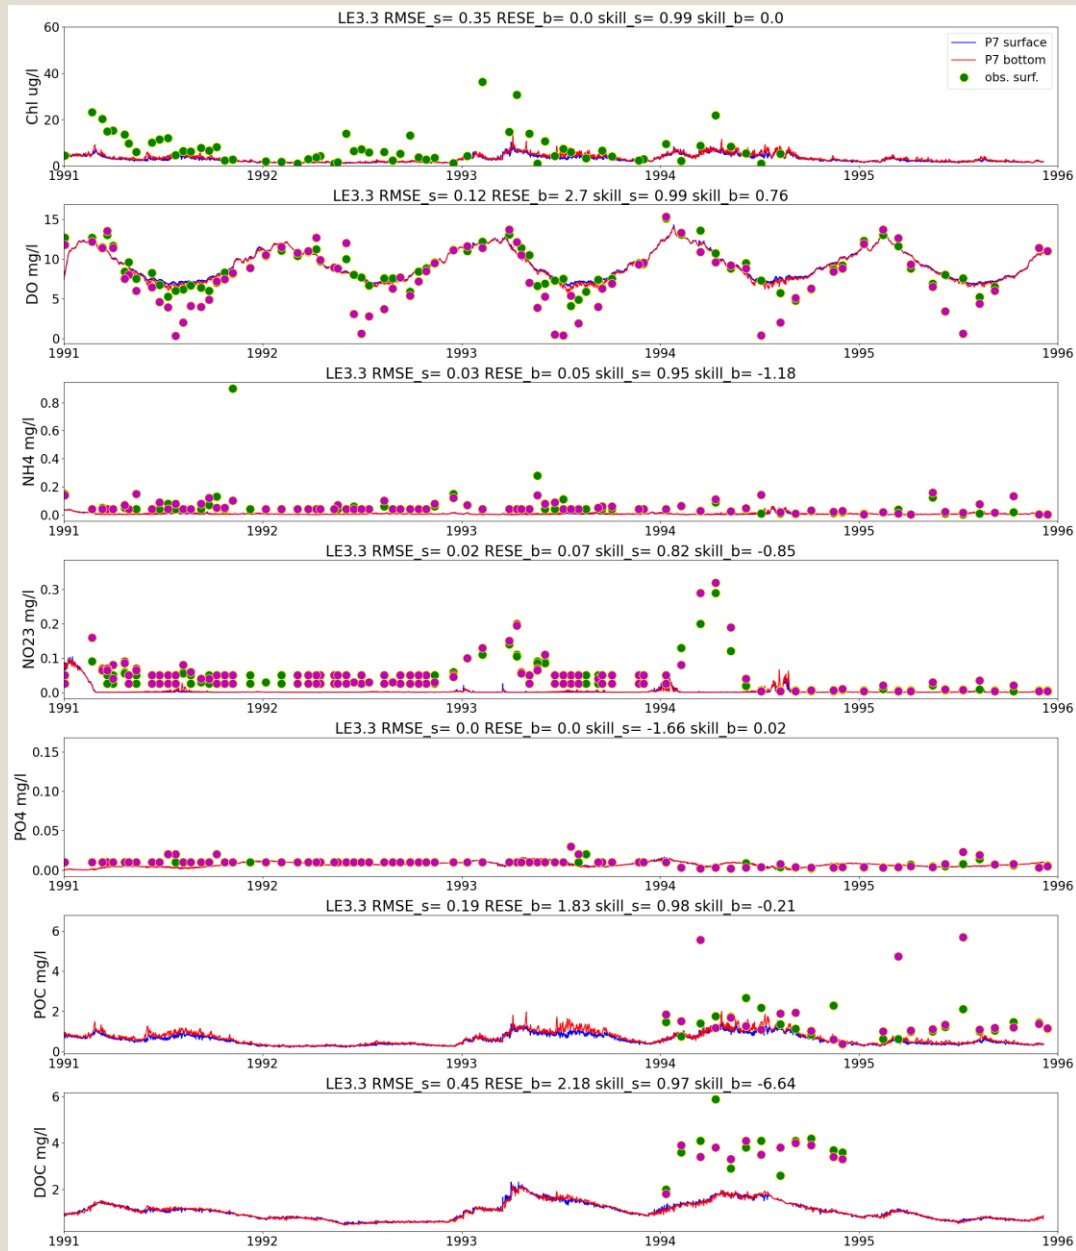 LE3.3 RMSE_s= 0.35 RESE_b= 0.0 skill_s= 0.99 skill_b= 0.0
Chl ug/l
60
40
20
0
P7 surface
P7 bottom
obs. surf.
1991 1992 1993 1994 1995 1996
LE3.3 RMSE_s= 0.12 RESE_b= 2.7 skill_s= 0.99 skill_b= 0.76
DO mg/l
15
10
5
0
1991 1992 1993 1994 1995 1996
LE3.3 RMSE_s= 0.03 RESE_b= 0.05 skill_s= 0.95 skill_b= -1.18
NH4 mg/l
0.8
0.6
0.4
0.2
0.0
1991 1992 1993 1994 1995 1996
LE3.3 RMSE_s= 0.02 RESE_b= 0.07 skill_s= 0.82 skill_b= -0.85
NO23 mg/l
0.3
0.2
0.1
0.0
1991 1992 1993 1994 1995 1996
LE3.3 RMSE_s= 0.0 RESE_b= 0.0 skill_s= -1.66 skill_b= 0.02
PO4 mg/l
0.15
0.10
0.05
0.00
1991 1992 1993 1994 1995 1996
LE3.3 RMSE_s= 0.19 RESE_b= 1.83 skill_s= 0.98 skill_b= -0.21
POC mg/l
6
4
2
0
1991 1992 1993 1994 1995 1996
LE3.3 RMSE_s= 0.45 RESE_b= 2.18 skill_s= 0.97 skill_b= -6.64
DOC mg/l
6
4
2
1991 1992 1993 1994 1995 1996